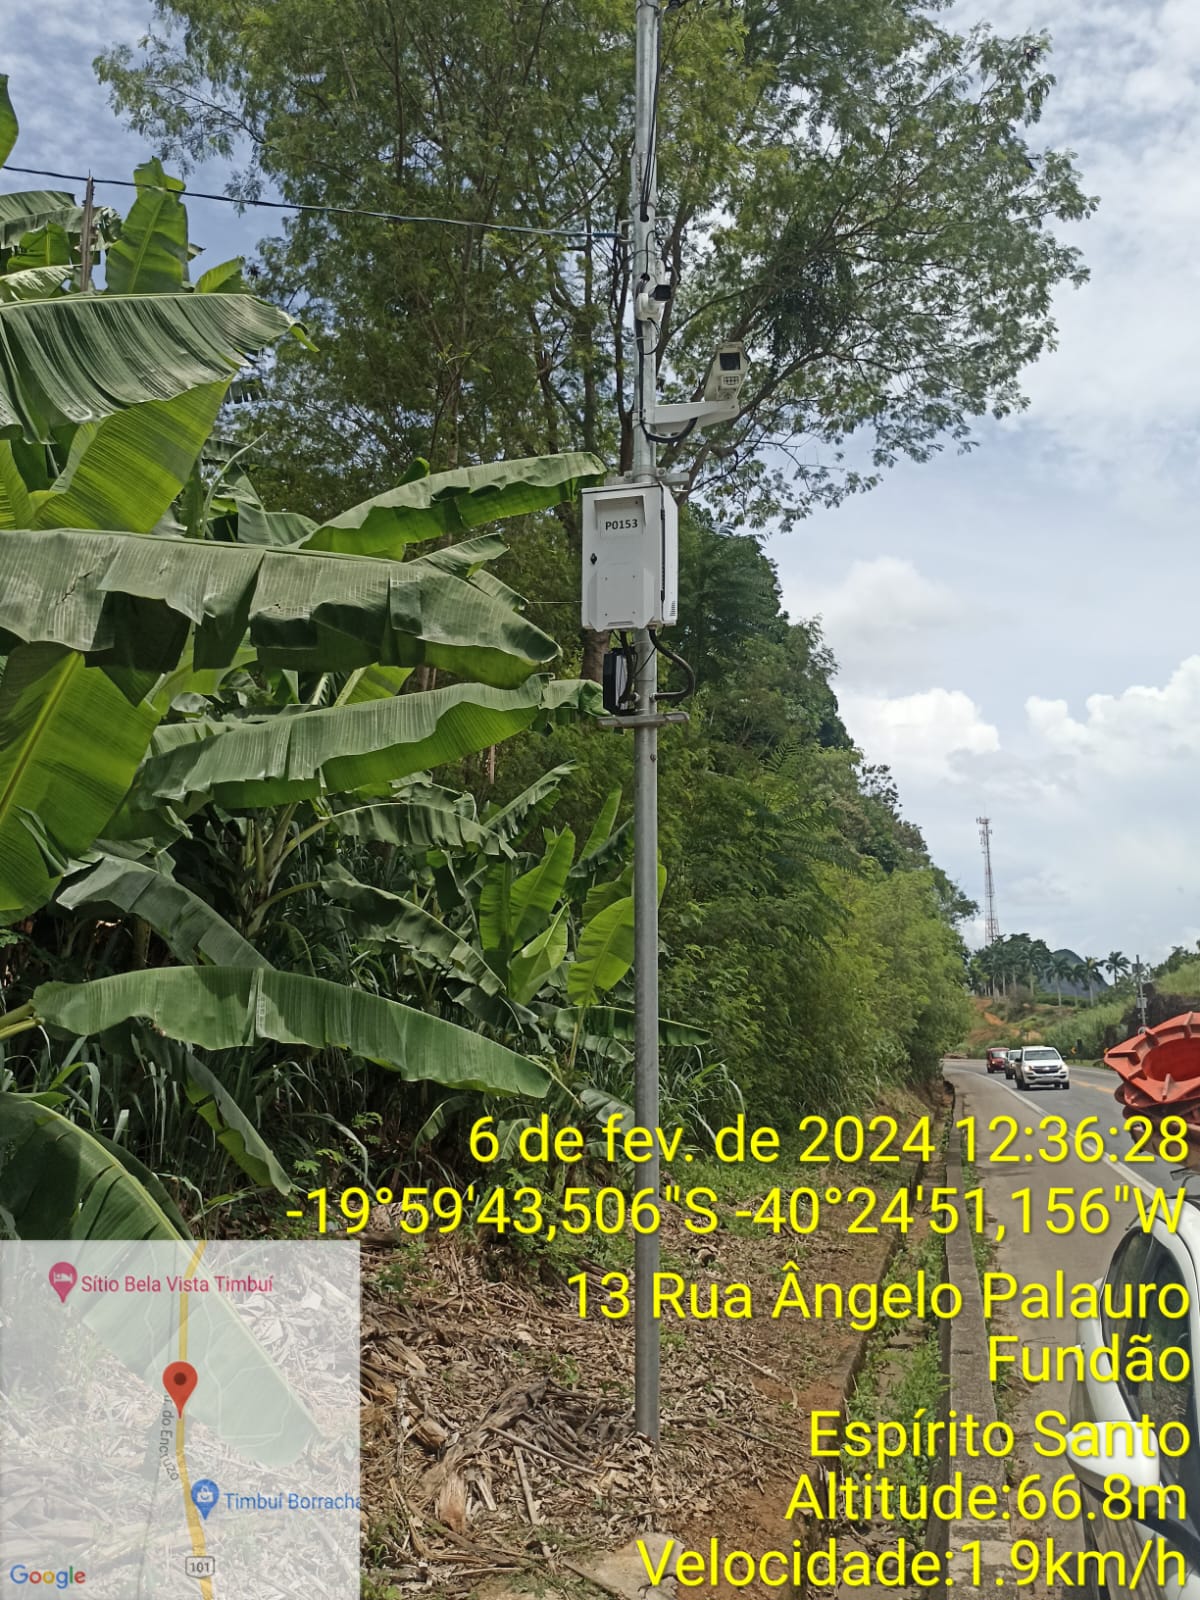 P0153
6 de fev. de 2024 12:36:28
-19°59'43,506"S -40°24'51,156"W
13 Rua Ângelo Palauro
Fundão
Espírito Santo
Altitude:66.8m
Velocidade:1.9km/h
Sítio Bela Vista Timbuí
do Encruzo
Timbuí Borracha
101
Google